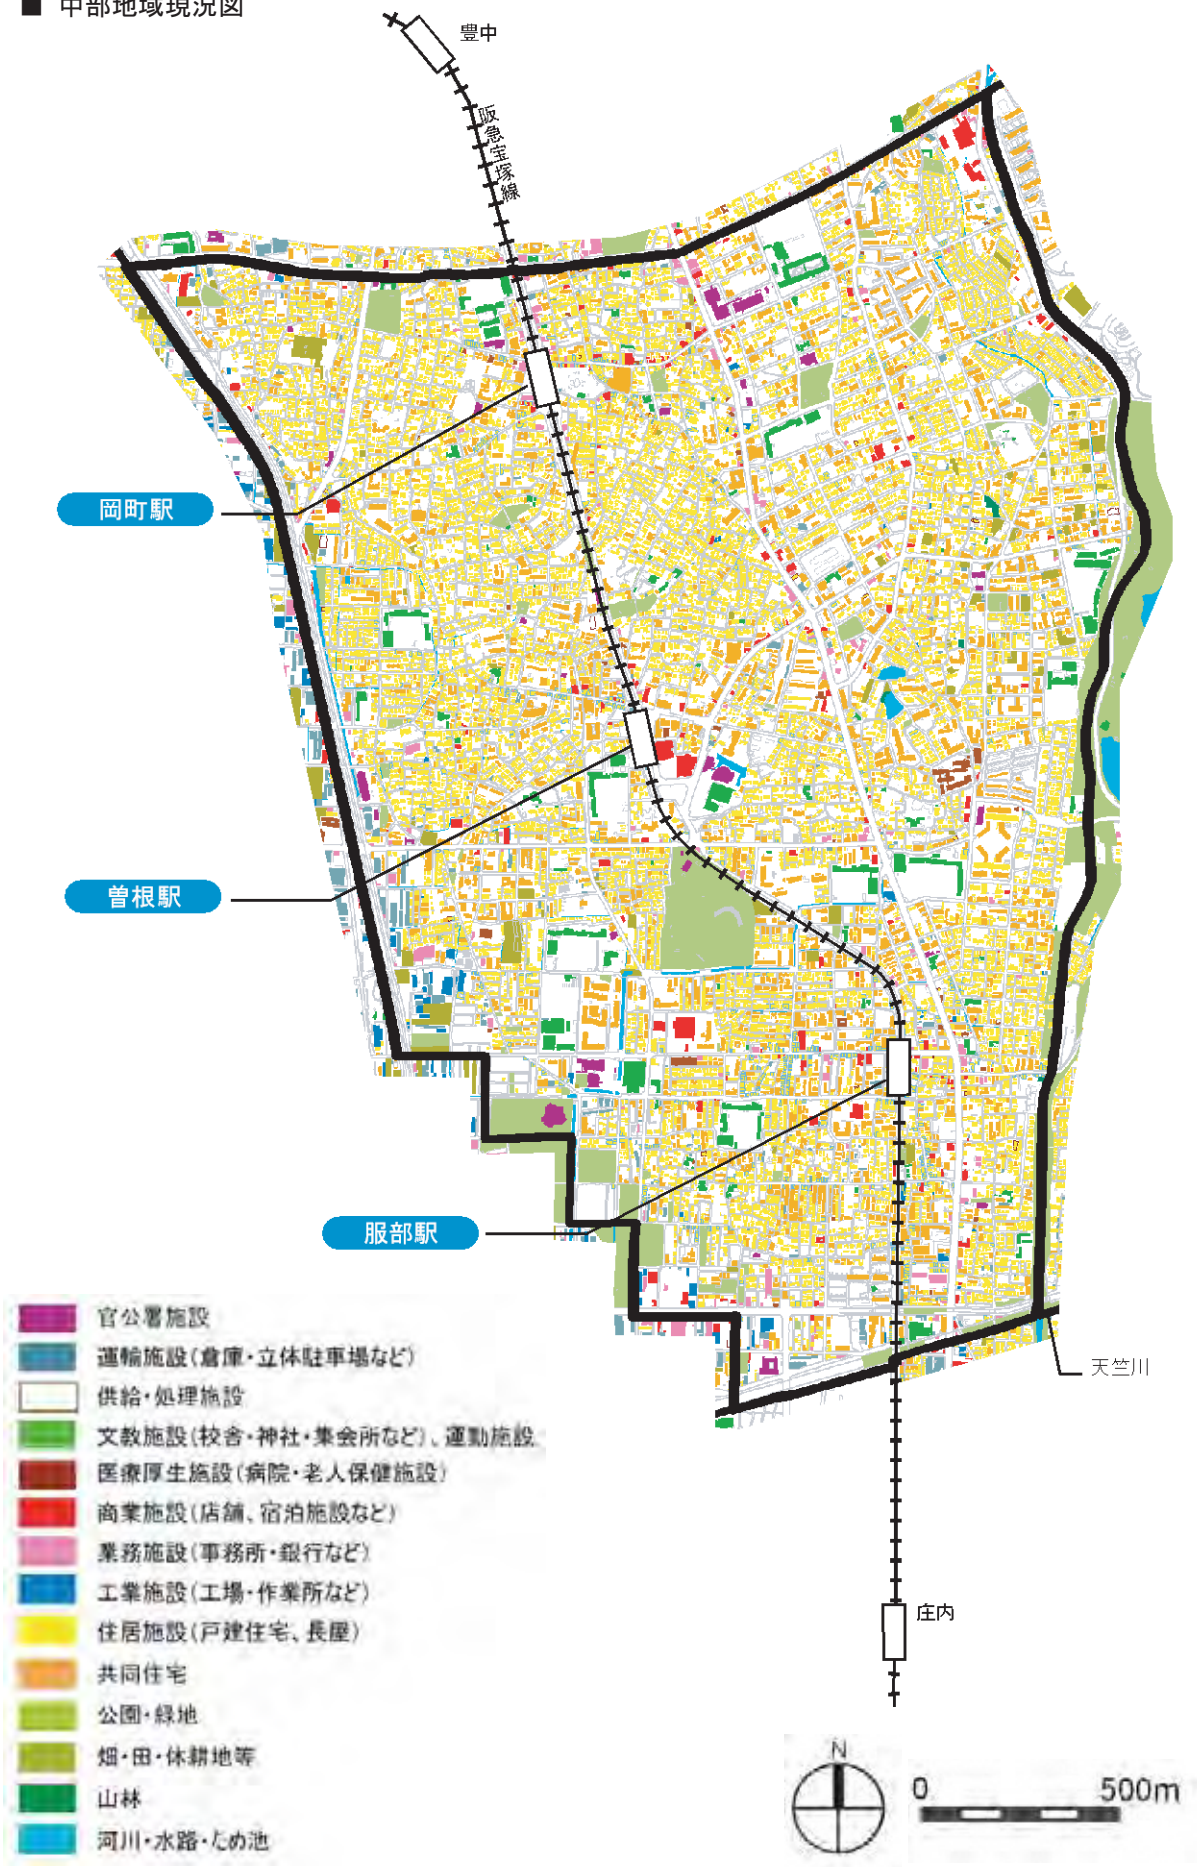 ■ 中部地域現況図
豊中
阪急宝塚線
岡町駅
曽根駅
服部駅
官公署施設
運輸施設(倉庫・立体駐車場など)
供給・処理施設
文教施設(校舎・神社・集会所など)、運動施設
医療厚生施設(病院・老人保健施設)
商業施設(店舗、宿泊施設など)
業務施設(事務所・銀行など)
工業施設(工場・作業所など)
住居施設(戸建住宅、長屋)
共同住宅
公園・緑地
畑・田・休耕地等
山林
河川・水路・ため池
天竺川
庄内
N
0 500m